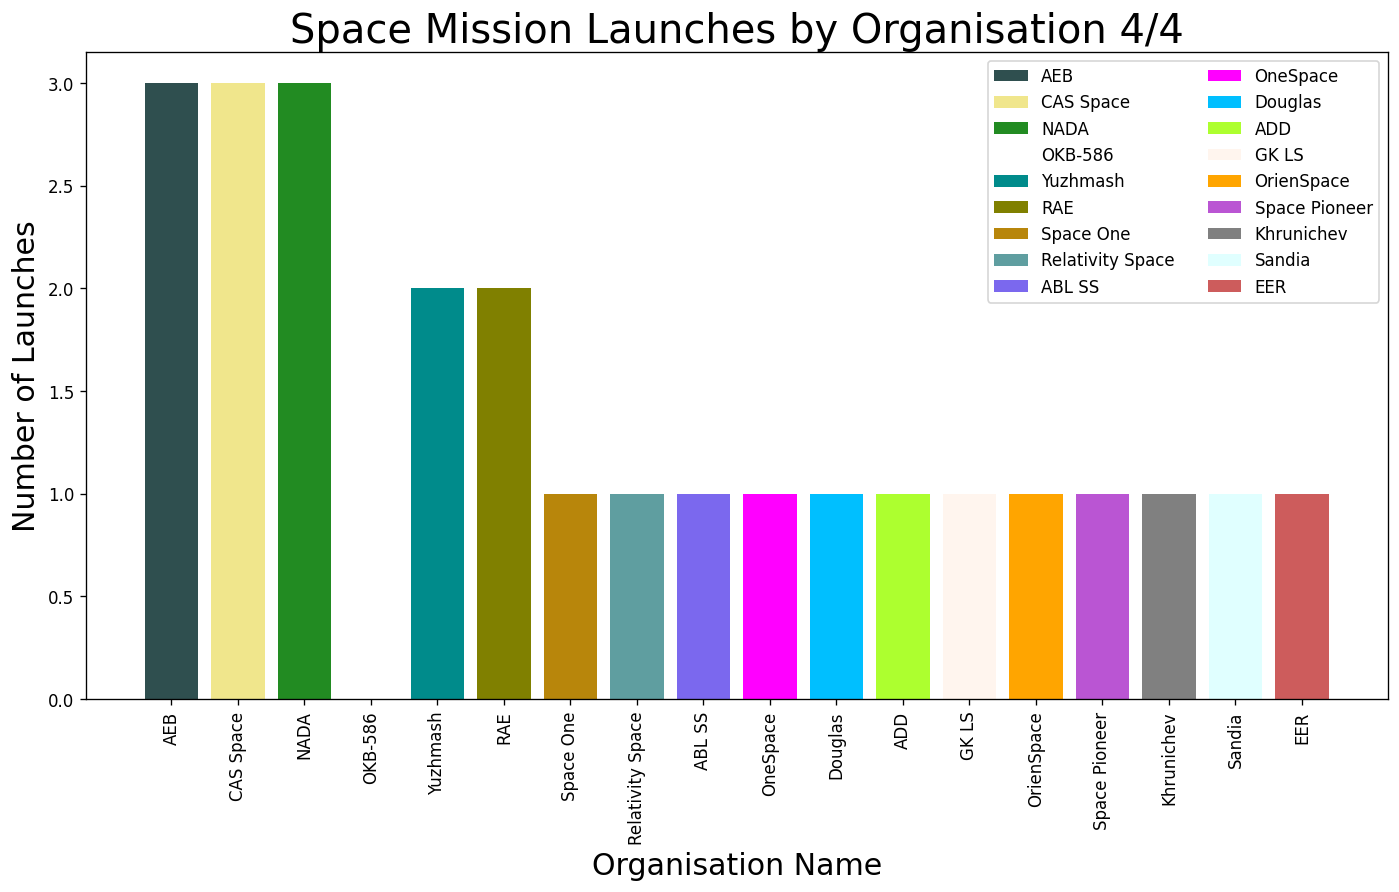 Space Mission Launches by Organisation 4/4
Number of Launches
3.0
2.5
2.0
1.5
1.0
0.5
0.0
AEB
CAS Space
NADA
OKB-586
Yuzhmash
RAE
Space One
Relativity Space
ABL SS
OneSpace
Douglas
ADD
GK LS
OrienSpace
Space Pioneer
Khrunichev
Sandia
EER
AEB
CAS Space
NADA
OKB-586
Yuzhmash
RAE
Space One
Relativity Space
ABL SS
OneSpace
Douglas
ADD
GK LS
OrienSpace
Space Pioneer
Khrunichev
Sandia
EER
Organisation Name